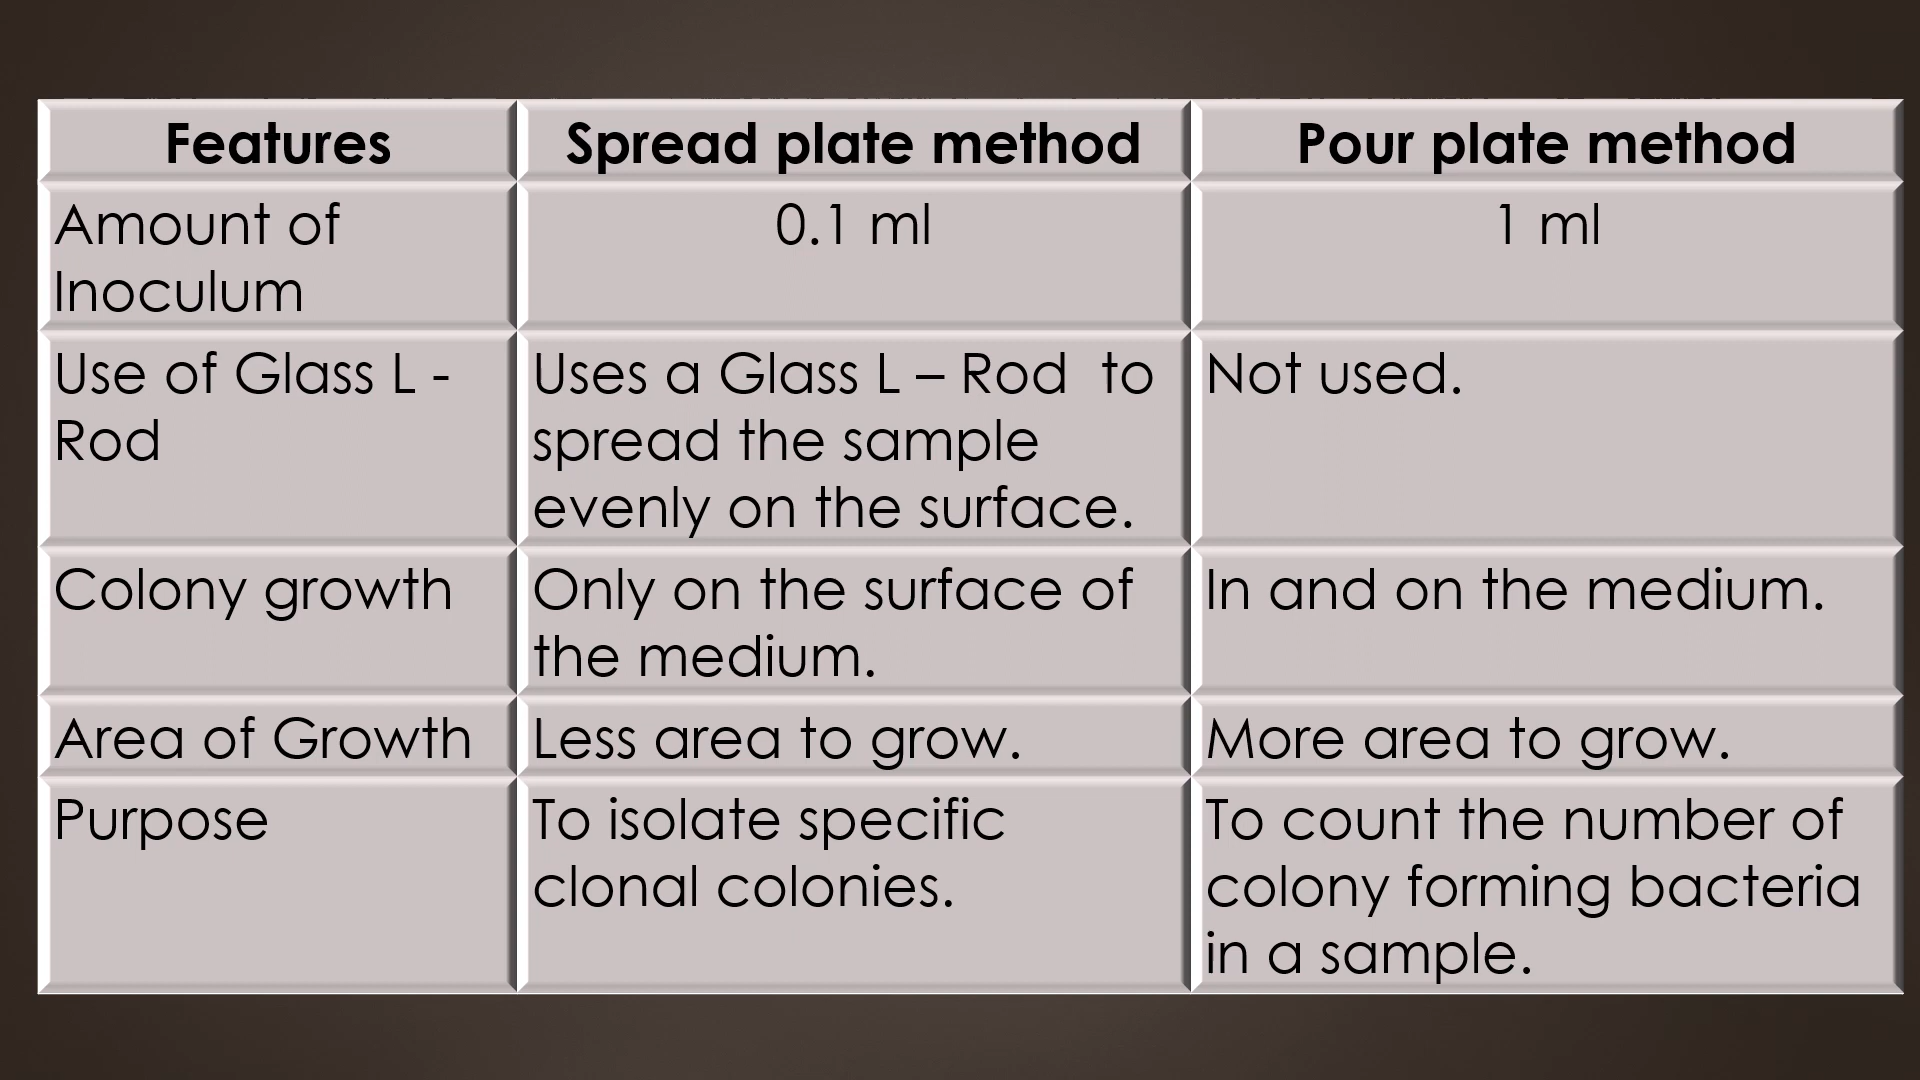 Features Spread plate method Pour plate method
Amount of
Inoculum
0.1 ml
1 ml
Use of Glass L -
Rod
Uses a Glass L – Rod to
spread the sample
evenly on the surface.
Not used.
Colony growth
Only on the surface of
the medium.
In and on the medium.
Area of Growth
Less area to grow.
More area to grow.
Purpose
To isolate specific
clonal colonies.
To count the number of
colony forming bacteria
in a sample.